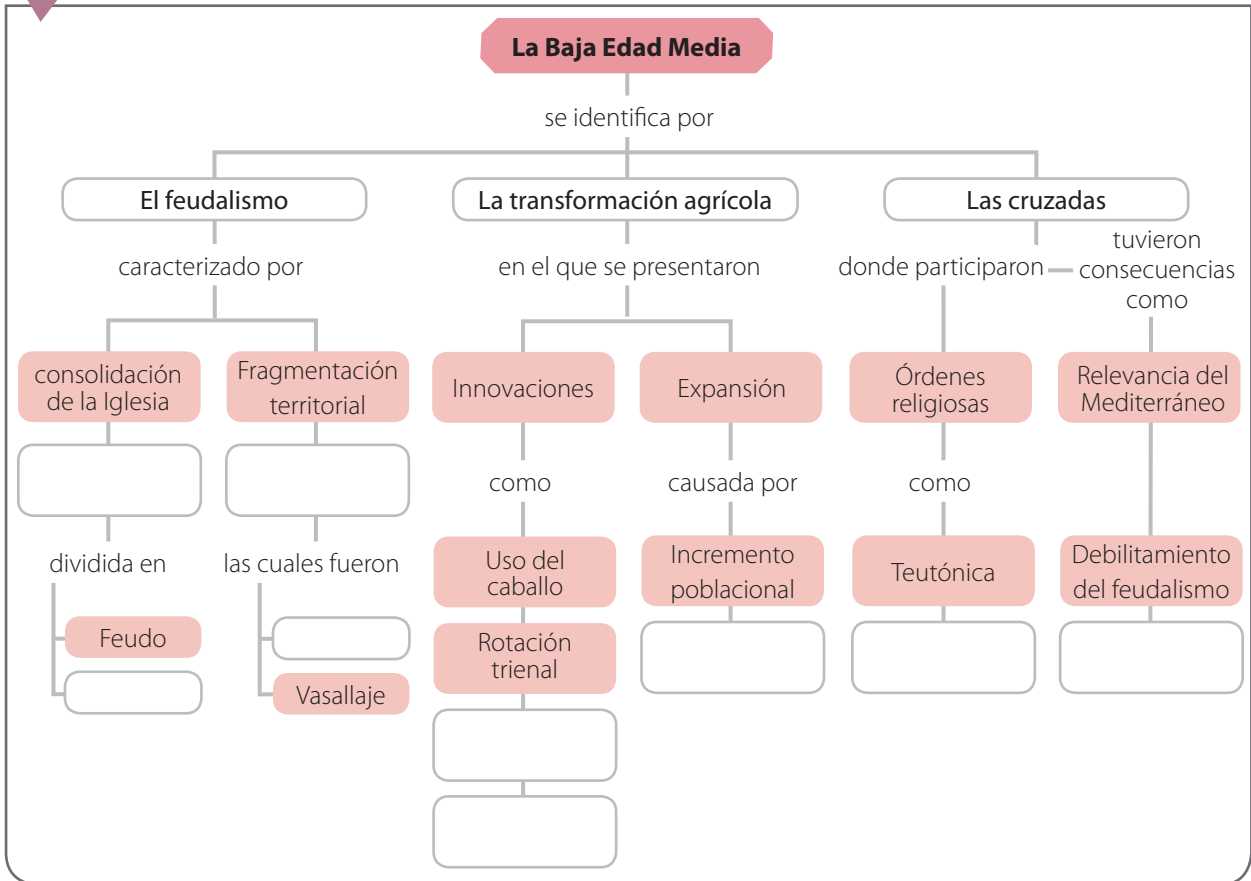 La Baja Edad Media
se identifica por
El feudalismo
La transformación agrícola
Las cruzadas
caracterizado por
en el que se presentaron
donde participaron
tuvieron
consecuencias
como
consolidación
de la Iglesia
Fragmentación
territorial
Innovaciones
Expansión
Órdenes
religiosas
Relevancia del
Mediterráneo
como
causada por
como
dividida en
las cuales fueron
Uso del
caballo
Incremento
poblacional
Teutónica
Debilitamiento
del feudalismo
Feudo
Rotación
trienal
Vasallaje